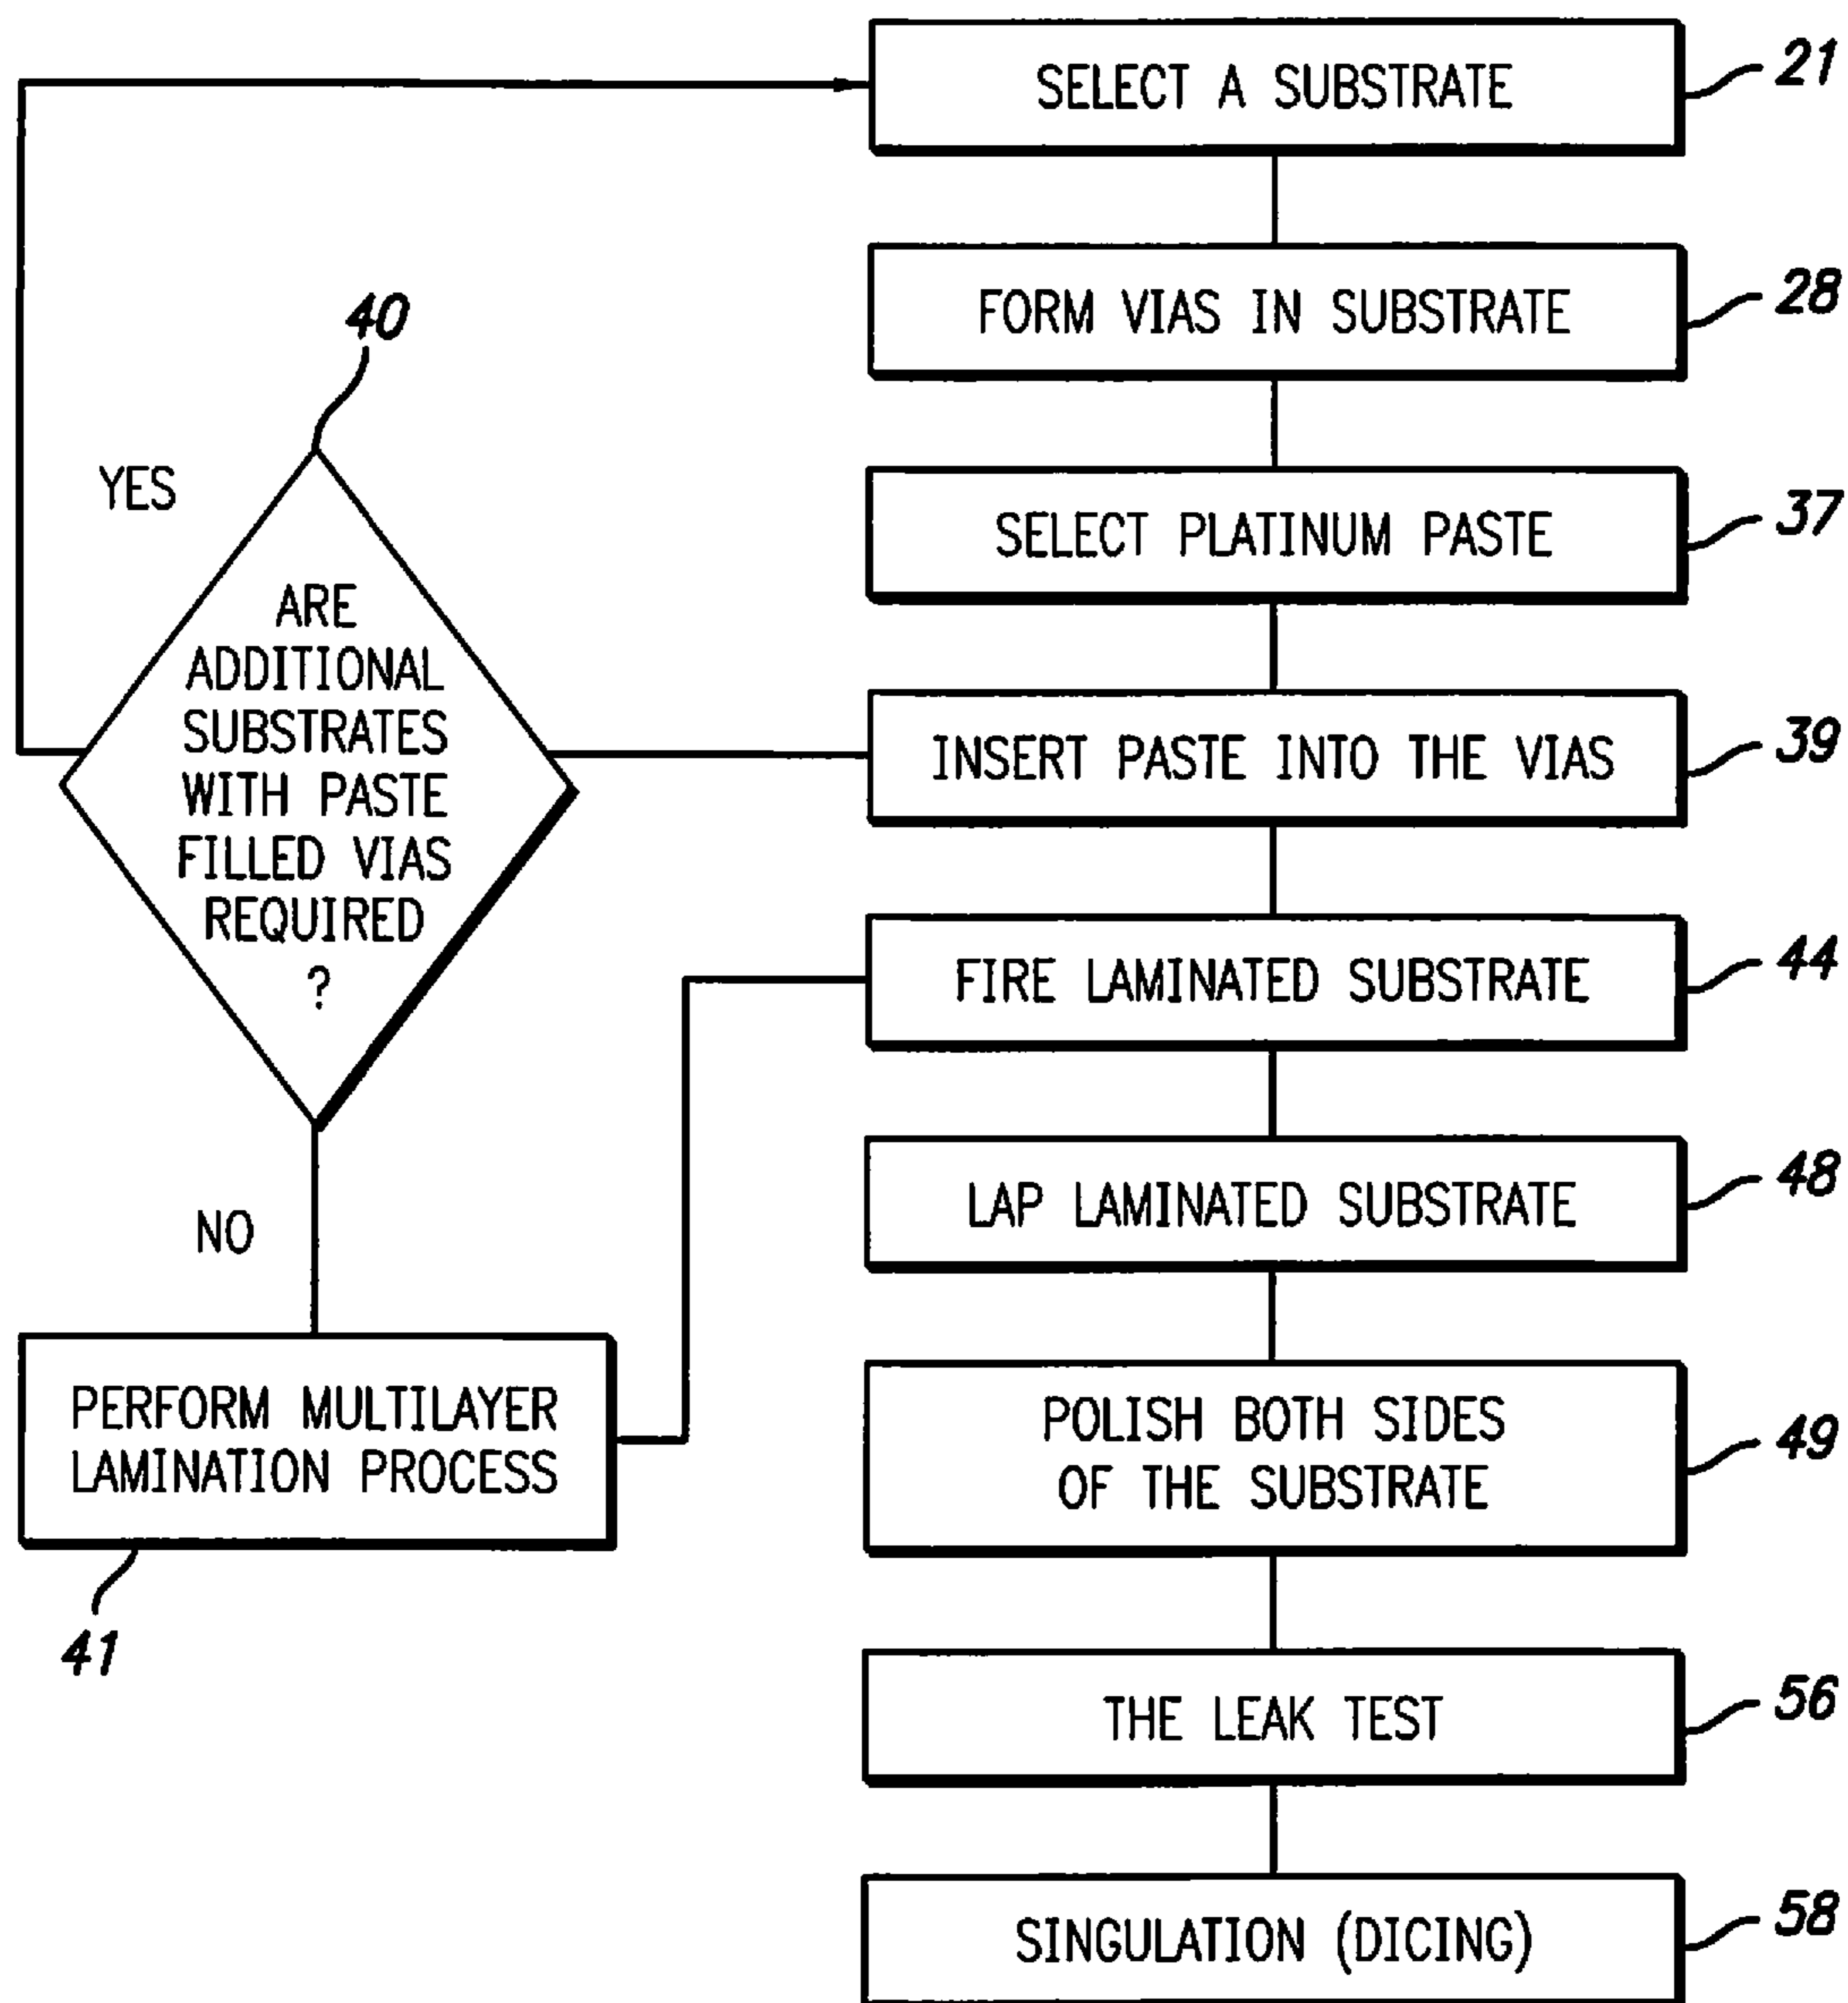 SELECT A SUBSTRATE
21
FORM VIAS IN SUBSTRATE
28
SELECT PLATINUM PASTE
37
INSERT PASTE INTO THE VIAS
39
40
YES
ARE
ADDITIONAL
SUBSTRATES
WITH PASTE
FILLED VIAS
REQUIRED
?
NO
PERFORM MULTILAYER
LAMINATION PROCESS
41
FIRE LAMINATED SUBSTRATE
44
LAP LAMINATED SUBSTRATE
48
POLISH BOTH SIDES
OF THE SUBSTRATE
49
THE LEAK TEST
56
SINGULATION (DICING)
58